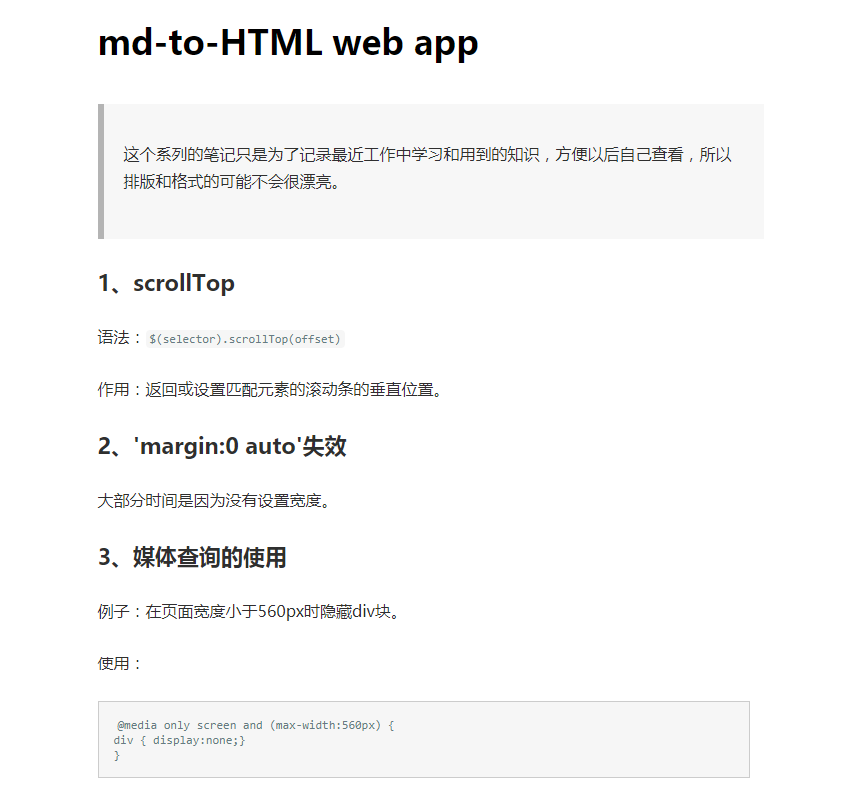 md-to-HTML web app
这个系列的笔记只是为了记录最近工作中学习和用到的知识，方便以后自己查看，所以
排版和格式的可能不会很漂亮。
1、scrollTop
语法：$(selector).scrollTop(offset)
作用：返回或设置匹配元素的滚动条的垂直位置。
2、'margin:0 auto'失效
大部分时间是因为没有设置宽度。
3、媒体查询的使用
例子：在页面宽度小于560px时隐藏div块。
使用：
@media only screen and (max-width:560px) {
div { display:none;}
}